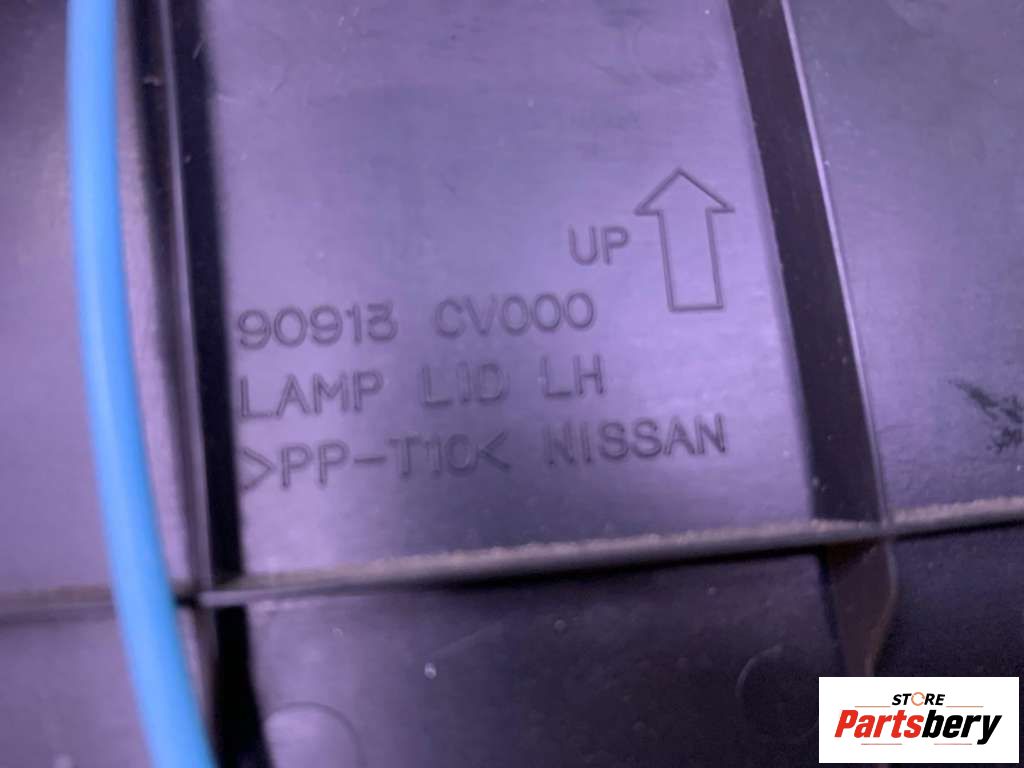 UP
90913 CV000
LAMP LID LH
>PP-T10< NISSAN
STORE
Partsbery